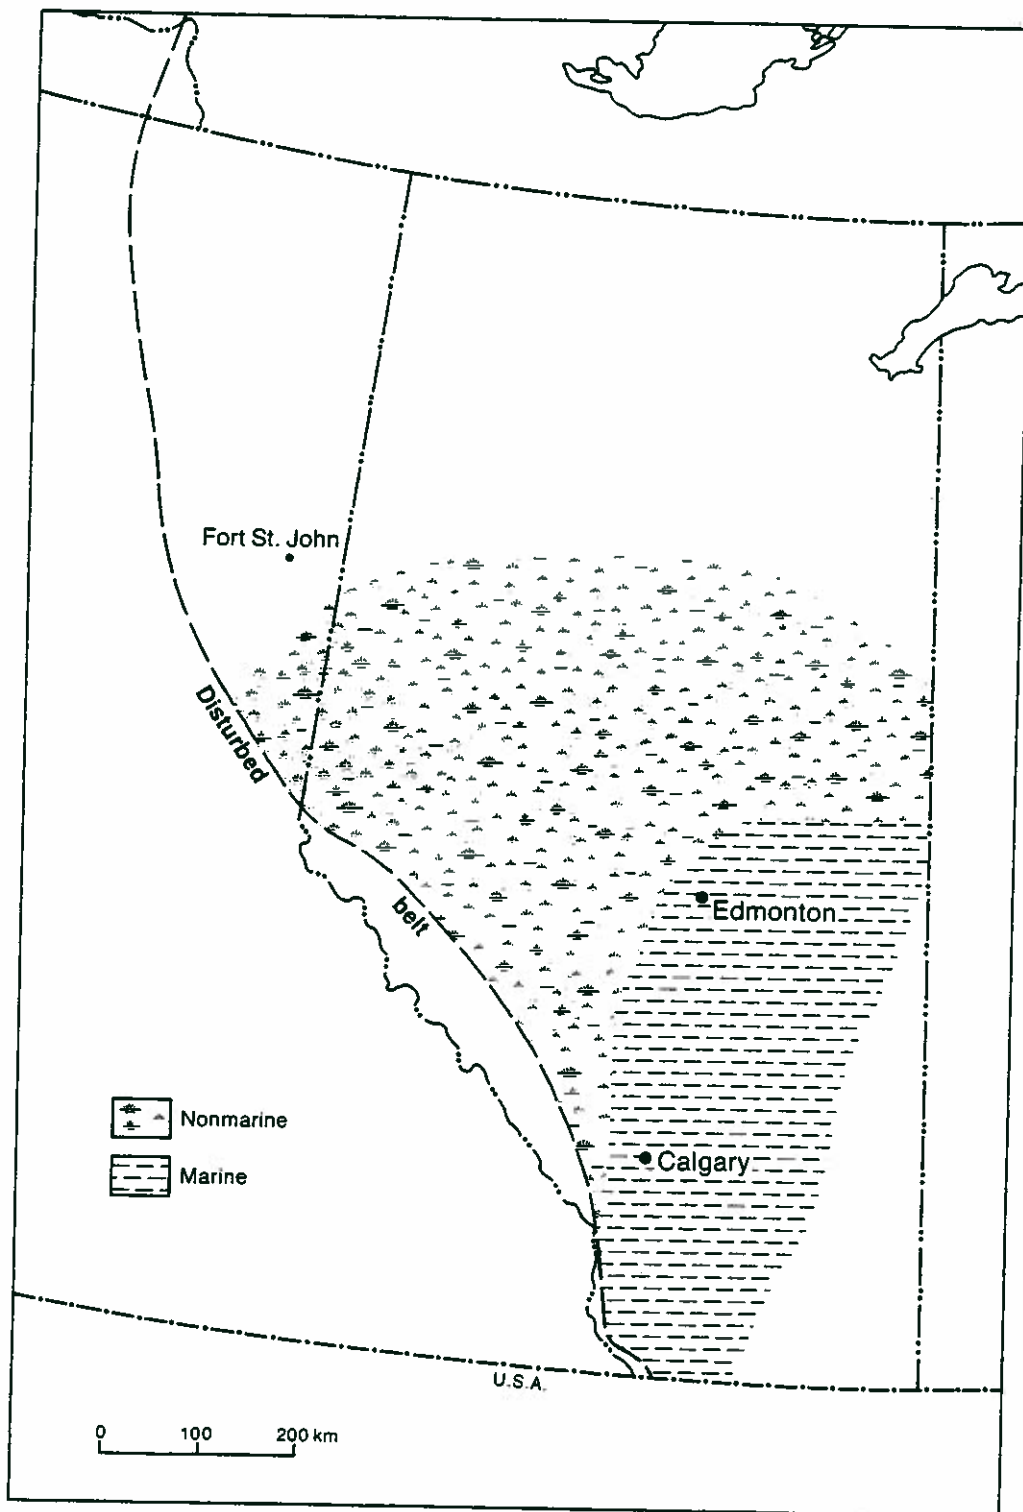 Fort St. John
Disturbed
belt
Edmonton
Nonmarine
Calgary
Marine
U.S.A.
0 100 200 km